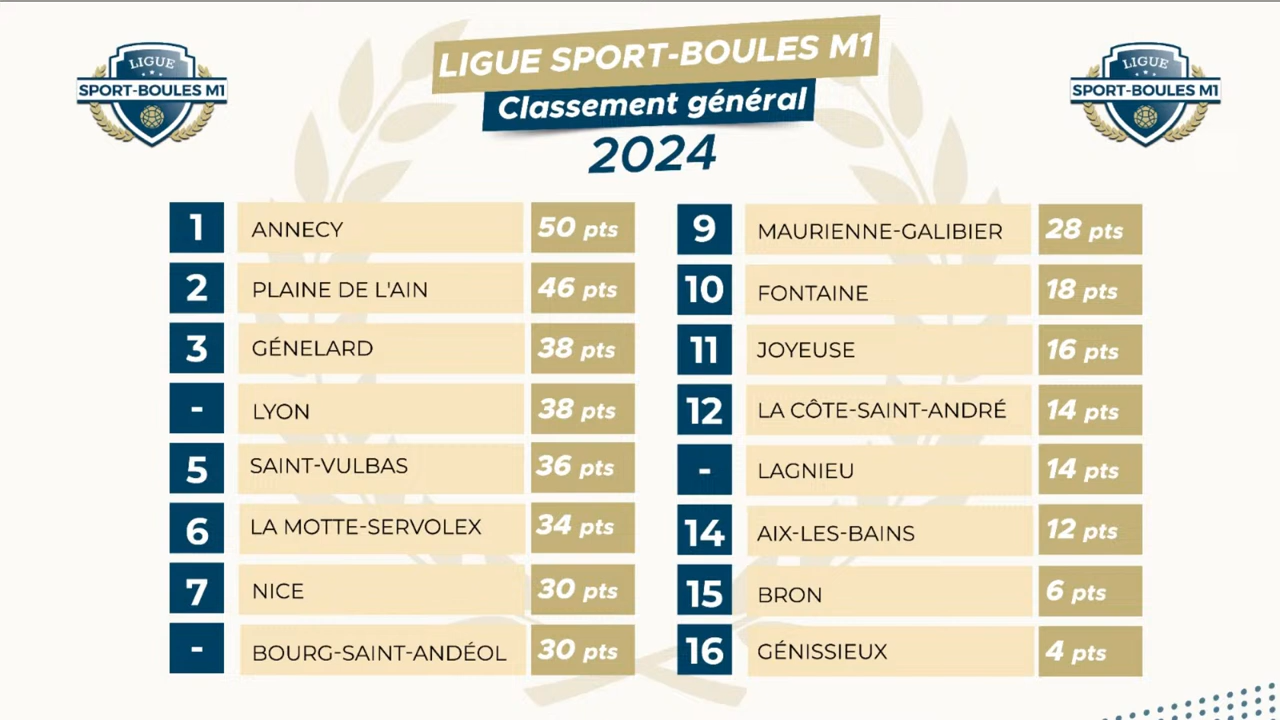 LIGUE SPORT-BOULES M1
Classement général
2024
LIGUE
SPORT-BOULES M1
LIGUE
SPORT-BOULES M1
1 ANNECY 50 pts
2 PLAINE DE L'AIN 46 pts
3 GÉNELARD 38 pts
- LYON 38 pts
5 SAINT-VULBAS 36 pts
6 LA MOTTE-SERVOLEX 34 pts
7 NICE 30 pts
- BOURG-SAINT-ANDÉOL 30 pts
9 MAURIENNE-GALIBIER 28 pts
10 FONTAINE 18 pts
11 JOYEUSE 16 pts
12 LA CÔTE-SAINT-ANDRÉ 14 pts
- LAGNIEU 14 pts
14 AIX-LES-BAINS 12 pts
15 BRON 6 pts
16 GÉNISSIEUX 4 pts